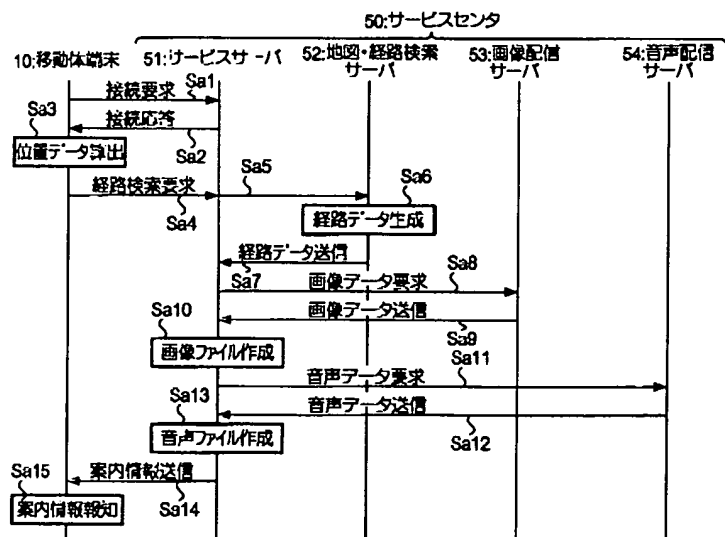 50:サービスセンタ
10:移動体端末
51:サービスサーバ
52:地図・経路検索
サーバ
53:画像配信
サーバ
54:音声配信
サーバ
接続要求
Sa1
Sa3
接続応答
Sa2
位置データ算出
Sa5
経路検索要求
Sa4
Sa6
経路データ生成
経路データ送信
Sa7
Sa8
画像データ要求
画像データ送信
Sa9
Sa10
画像ファイル作成
Sa11
音声データ要求
Sa13
音声データ送信
Sa12
音声ファイル作成
Sa15
案内情報送信
Sa14
案内情報報知